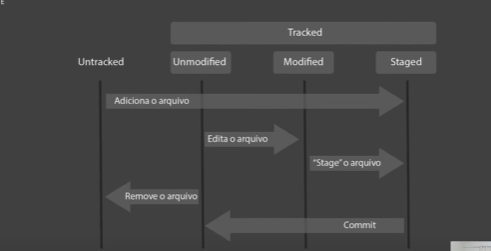 E
Tracked
Untracked
Unmodified
Modified
Staged
Adiciona o arquivo
Edita o arquivo
“Stage” o arquivo
Remove o arquivo
Commit